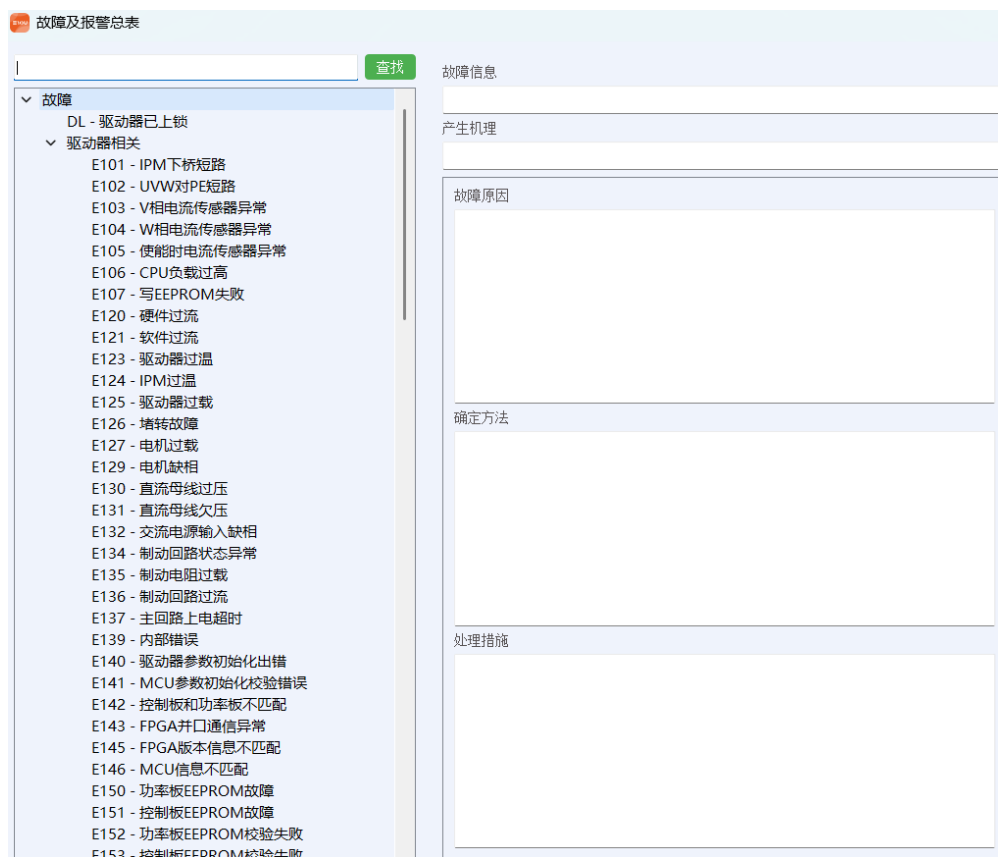 故障及报警总表
查找
故障
DL - 驱动器已上锁
驱动器相关
E101 - IPM下桥短路
E102 - UVW对PE短路
E103 - V相电流传感器异常
E104 - W相电流传感器异常
E105 - 使能时电流传感器异常
E106 - CPU负载过高
E107 - 写EEPROM失败
E120 - 硬件过流
E121 - 软件过流
E123 - 驱动器过温
E124 - IPM过温
E125 - 驱动器过载
E126 - 堵转故障
E127 - 电机过载
E129 - 电机缺相
E130 - 直流母线过压
E131 - 直流母线欠压
E132 - 交流电源输入缺相
E134 - 制动回路状态异常
E135 - 制动电阻过载
E136 - 制动回路过流
E137 - 主回路上电超时
E139 - 内部错误
E140 - 驱动器参数初始化出错
E141 - MCU参数初始化校验错误
E142 - 控制板和功率板不匹配
E143 - FPGA并口通信异常
E145 - FPGA版本信息不匹配
E146 - MCU信息不匹配
E150 - 功率板EEPROM故障
E151 - 控制板EEPROM故障
E152 - 功率板EEPROM校验失败
E153 - 控制板EEPROM校验失败
故障信息
产生机理
故障原因
确定方法
处理措施